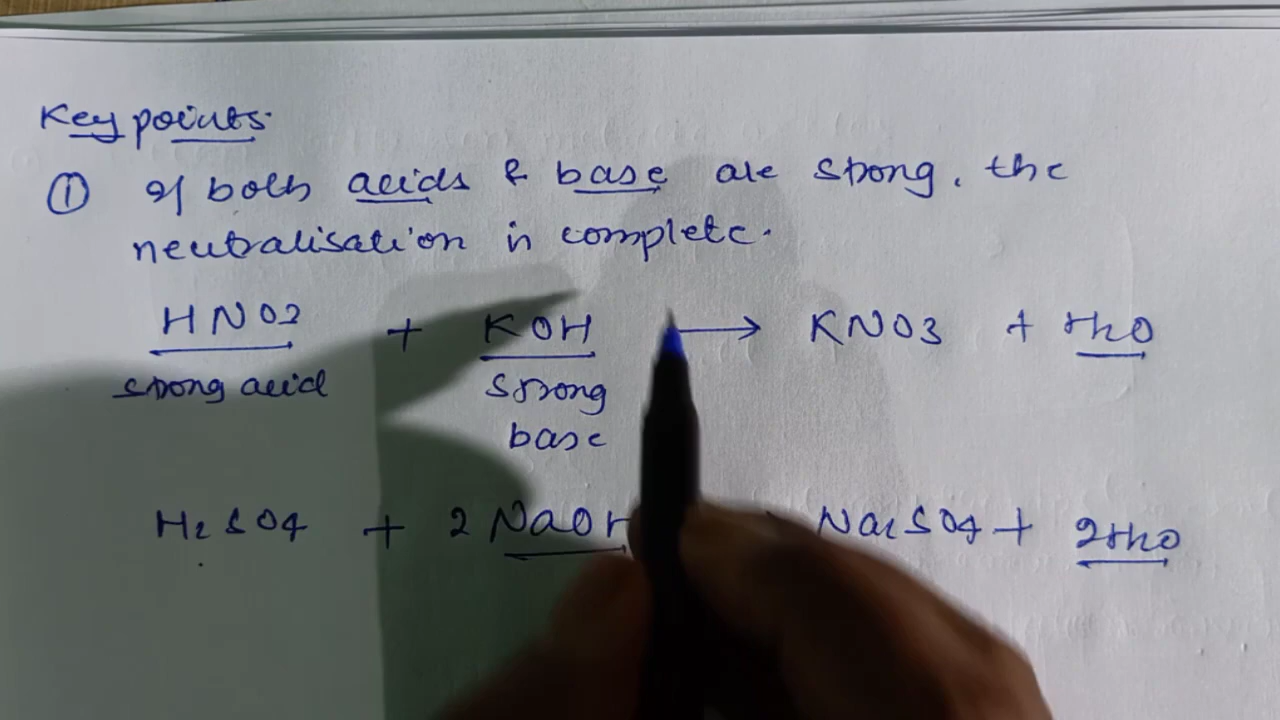 Key points.
① If both acids & base are strong, the
neutralisation is complete.
HNO3 + KOH → KNO3 + H2O
strong acid strong
base
H2SO4 + 2NaOH Na2SO4 + 2H2O